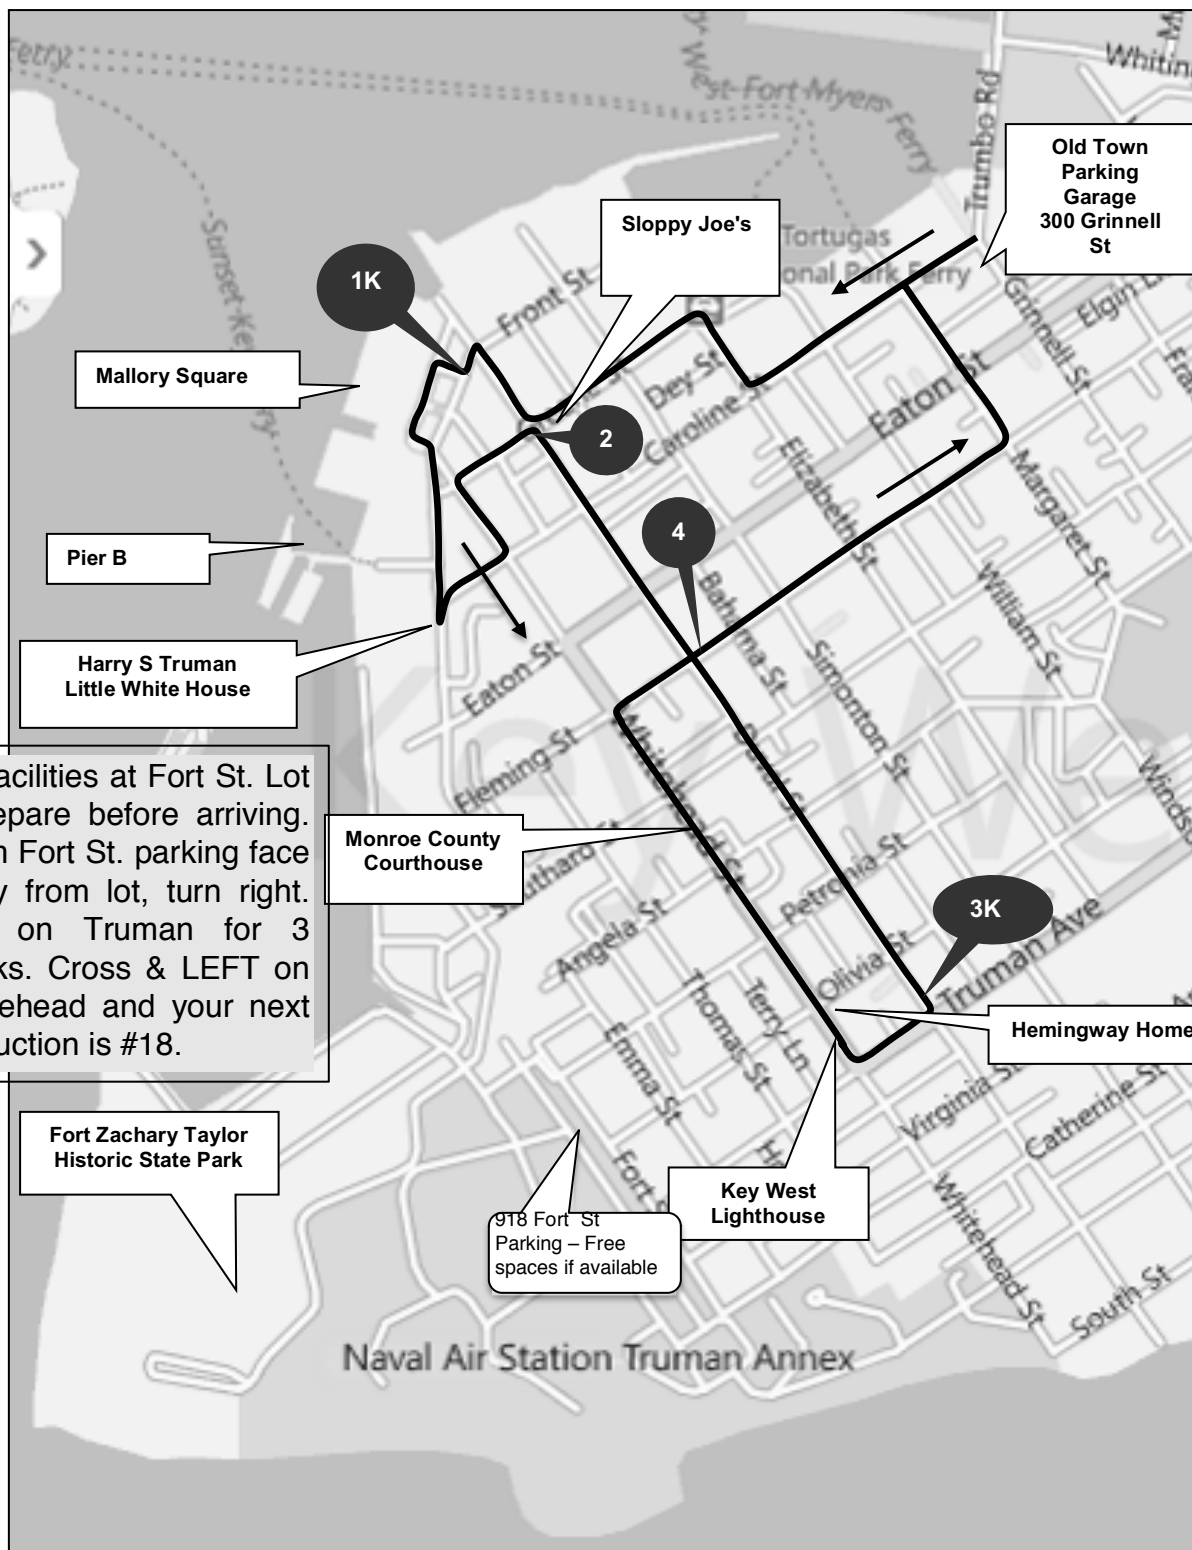 Ferry
West-Fort Myers Ferry
Trumbo Rd
Old Town
Parking
Garage
300 Grinnell
St
Sloppy Joe's
Tortugas
onal Park Ferry
1K
Front St
Grinnell St
Mallory Square
Dey St
Caroline St
Eaton St
2
Elizabeth St
Margaret St
4
Pier B
Bahama St
William St
Harry S Truman
Little White House
Eaton St
Simonton St
Key We
Fleming St
Whitehead St
Duval St
acilities at Fort St. Lot
epare before arriving.
n Fort St. parking face
y from lot, turn right.
on Truman for 3
ks. Cross & LEFT on
ehead and your next
uction is #18.
Monroe County
Courthouse
Petronia St
3K
Angela St
Olivia St
Truman Ave
Thomas St
Terry Ln
Hemingway Home
Emma St
Virginia St
Catherine St
Fort Zachary Taylor
Historic State Park
Key West
Lighthouse
918 Fort St
Parking – Free
spaces if available
Whitehead St
South St
Naval Air Station Truman Annex